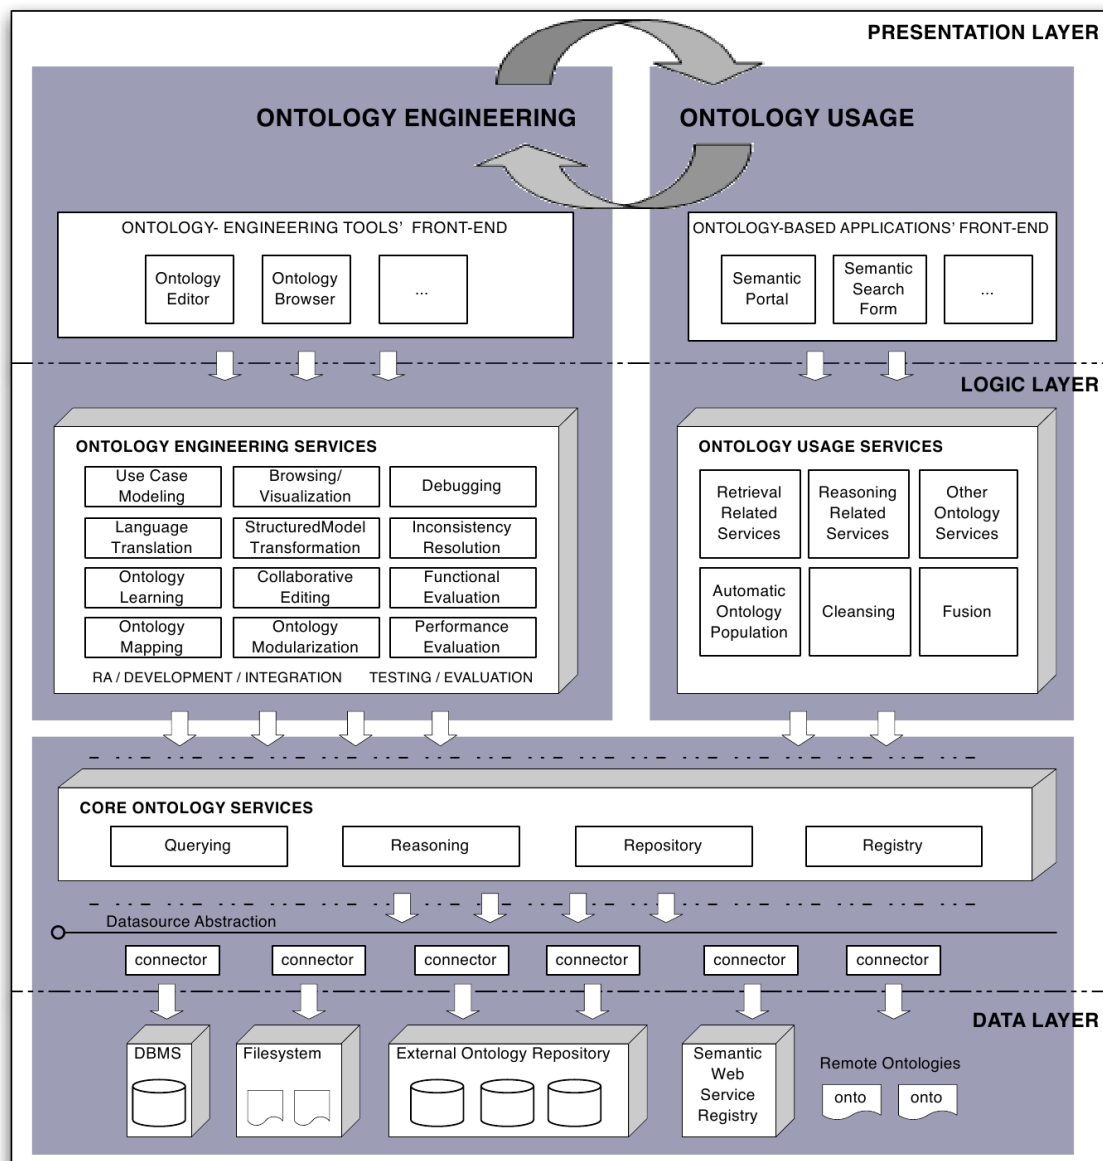 PRESENTATION LAYER
ONTOLOGY ENGINEERING
ONTOLOGY USAGE
ONTOLOGY- ENGINEERING TOOLS' FRONT-END
Ontology
Editor
Ontology
Browser
...
ONTOLOGY-BASED APPLICATIONS' FRONT-END
Semantic
Portal
Semantic
Search
Form
...
LOGIC LAYER
ONTOLOGY ENGINEERING SERVICES
Use Case
Modeling
Browsing/
Visualization
Debugging
Language
Translation
StructuredModel
Transformation
Inconsistency
Resolution
Ontology
Learning
Collaborative
Editing
Functional
Evaluation
Ontology
Mapping
Ontology
Modularization
Performance
Evaluation
RA / DEVELOPMENT / INTEGRATION
TESTING / EVALUATION
ONTOLOGY USAGE SERVICES
Retrieval
Related
Services
Reasoning
Related
Services
Other
Ontology
Services
Automatic
Ontology
Population
Cleansing
Fusion
CORE ONTOLOGY SERVICES
Querying
Reasoning
Repository
Registry
Datasource Abstraction
connector
connector
connector
connector
connector
connector
DATA LAYER
DBMS
Filesystem
External Ontology Repository
Semantic
Web
Service
Registry
Remote Ontologies
onto
onto